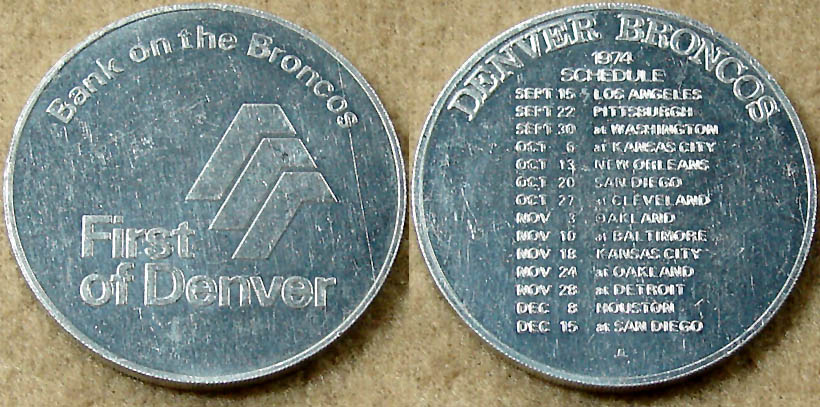 Bank on the Broncos
First
of Denver
DENVER BRONCOS
1974
SCHEDULE
SEPT 15 LOS ANGELES
SEPT 22 PITTSBURGH
SEPT 30 at WASHINGTON
OCT 6 at KANSAS CITY
OCT 13 NEW ORLEANS
OCT 20 SAN DIEGO
OCT 27 at CLEVELAND
NOV 3 OAKLAND
NOV 10 at BALTIMORE
NOV 18 KANSAS CITY
NOV 24 at OAKLAND
NOV 28 at DETROIT
DEC 8 HOUSTON
DEC 15 at SAN DIEGO